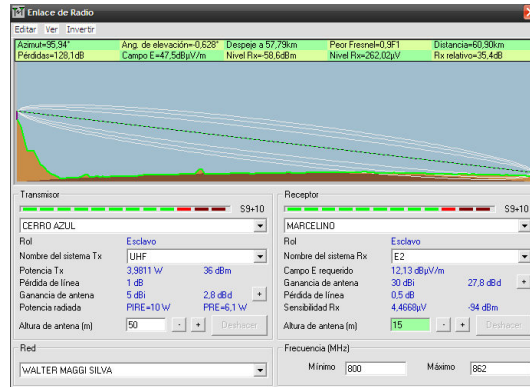 Enlace de Radio
Editar Ver Invertir
Azimut=95,94° Ang. de elevación=-0,628° Despeje a 57,79km Peor Fresnel=0,9F1 Distancia=60,90km
Pérdidas=128,1dB Campo E=47,5dBµV/m Nivel Rx=-58,6dBm Nivel Rx=262,02µV Rx relativo=35,4dB
Transmisor
S9+10
CERRO AZUL
Rol Esclavo
Nombre del sistema Tx UHF
Potencia Tx 3,9811 W 36 dBm
Pérdida de línea 1 dB
Ganancia de antena 5 dBi 2,8 dBd +
Potencia radiada PIRE=10 W PRE=6,1 W
Altura de antena (m) 50 - + Deshacer
Red
WALTER MAGGI SILVA
Receptor
S9+10
MARCELINO
Rol Esclavo
Nombre del sistema Rx E2
Campo E requerido 12,13 dBµV/m
Ganancia de antena 30 dBi 27,8 dBd +
Pérdida de línea 0,5 dB
Sensibilidad Rx 4,4668µV -94 dBm
Altura de antena (m) 15 - + Deshacer
Frecuencia (MHz)
Mínimo 800 Máximo 862